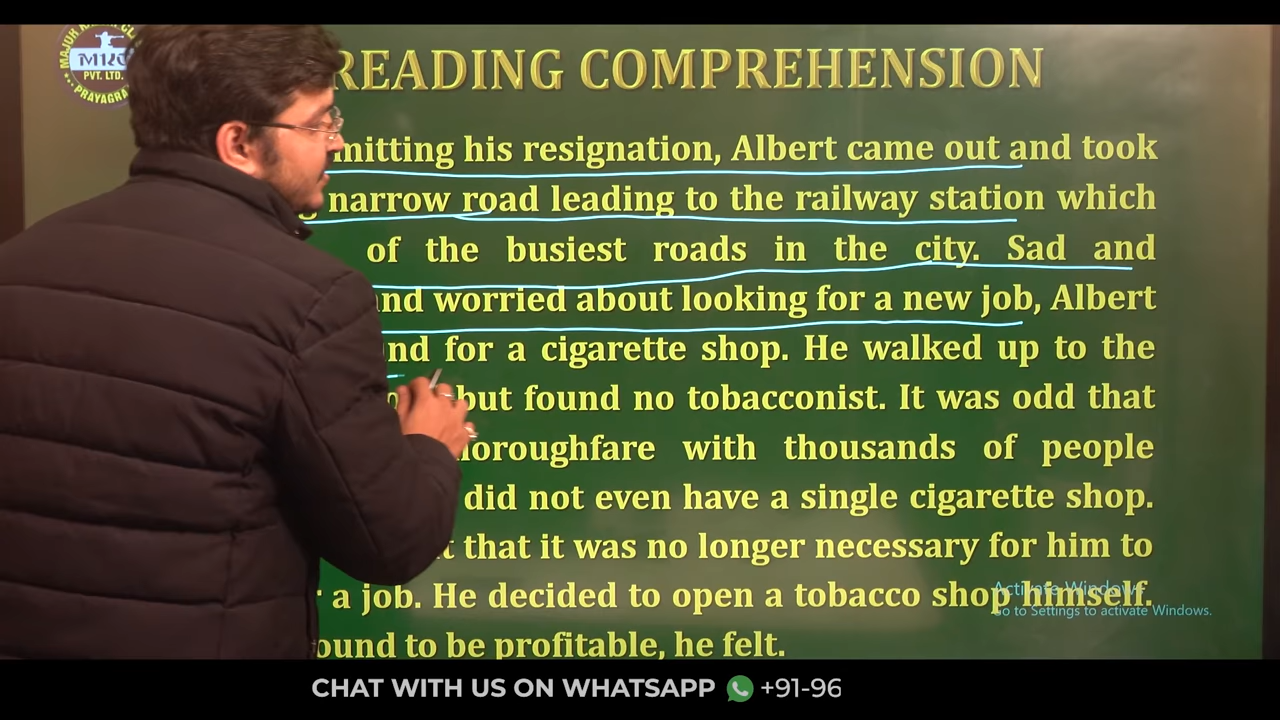 MAJOR
MKC
PVT. LTD.
PRAYAGRA
READING COMPREHENSION
mitting his resignation, Albert came out and took
narrow road leading to the railway station which
of the busiest roads in the city. Sad and
and worried about looking for a new job, Albert
for a cigarette shop. He walked up to the
but found no tobacconist. It was odd that
horoughfare with thousands of people
did not even have a single cigarette shop.
that it was no longer necessary for him to
a job. He decided to open a tobacco shop himself.
ound to be profitable, he felt.
Activate Windows
Go to Settings to activate Windows.
CHAT WITH US ON WHATSAPP +91-96